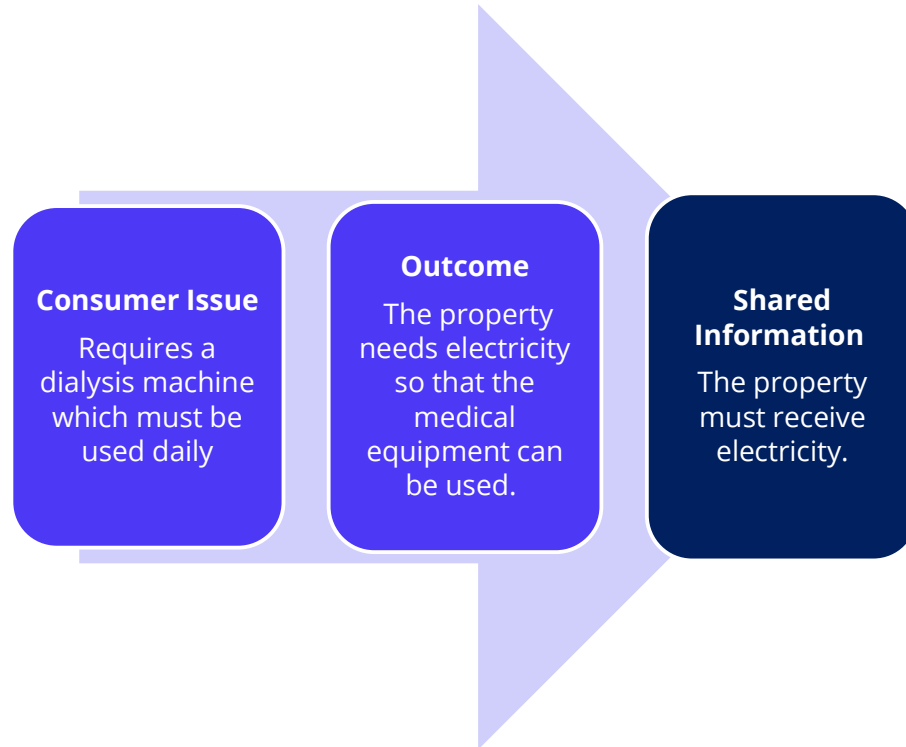 Consumer Issue
Requires a
dialysis machine
which must be
used daily
Outcome
The property
needs electricity
so that the
medical
equipment can
be used.
Shared
Information
The property
must receive
electricity.